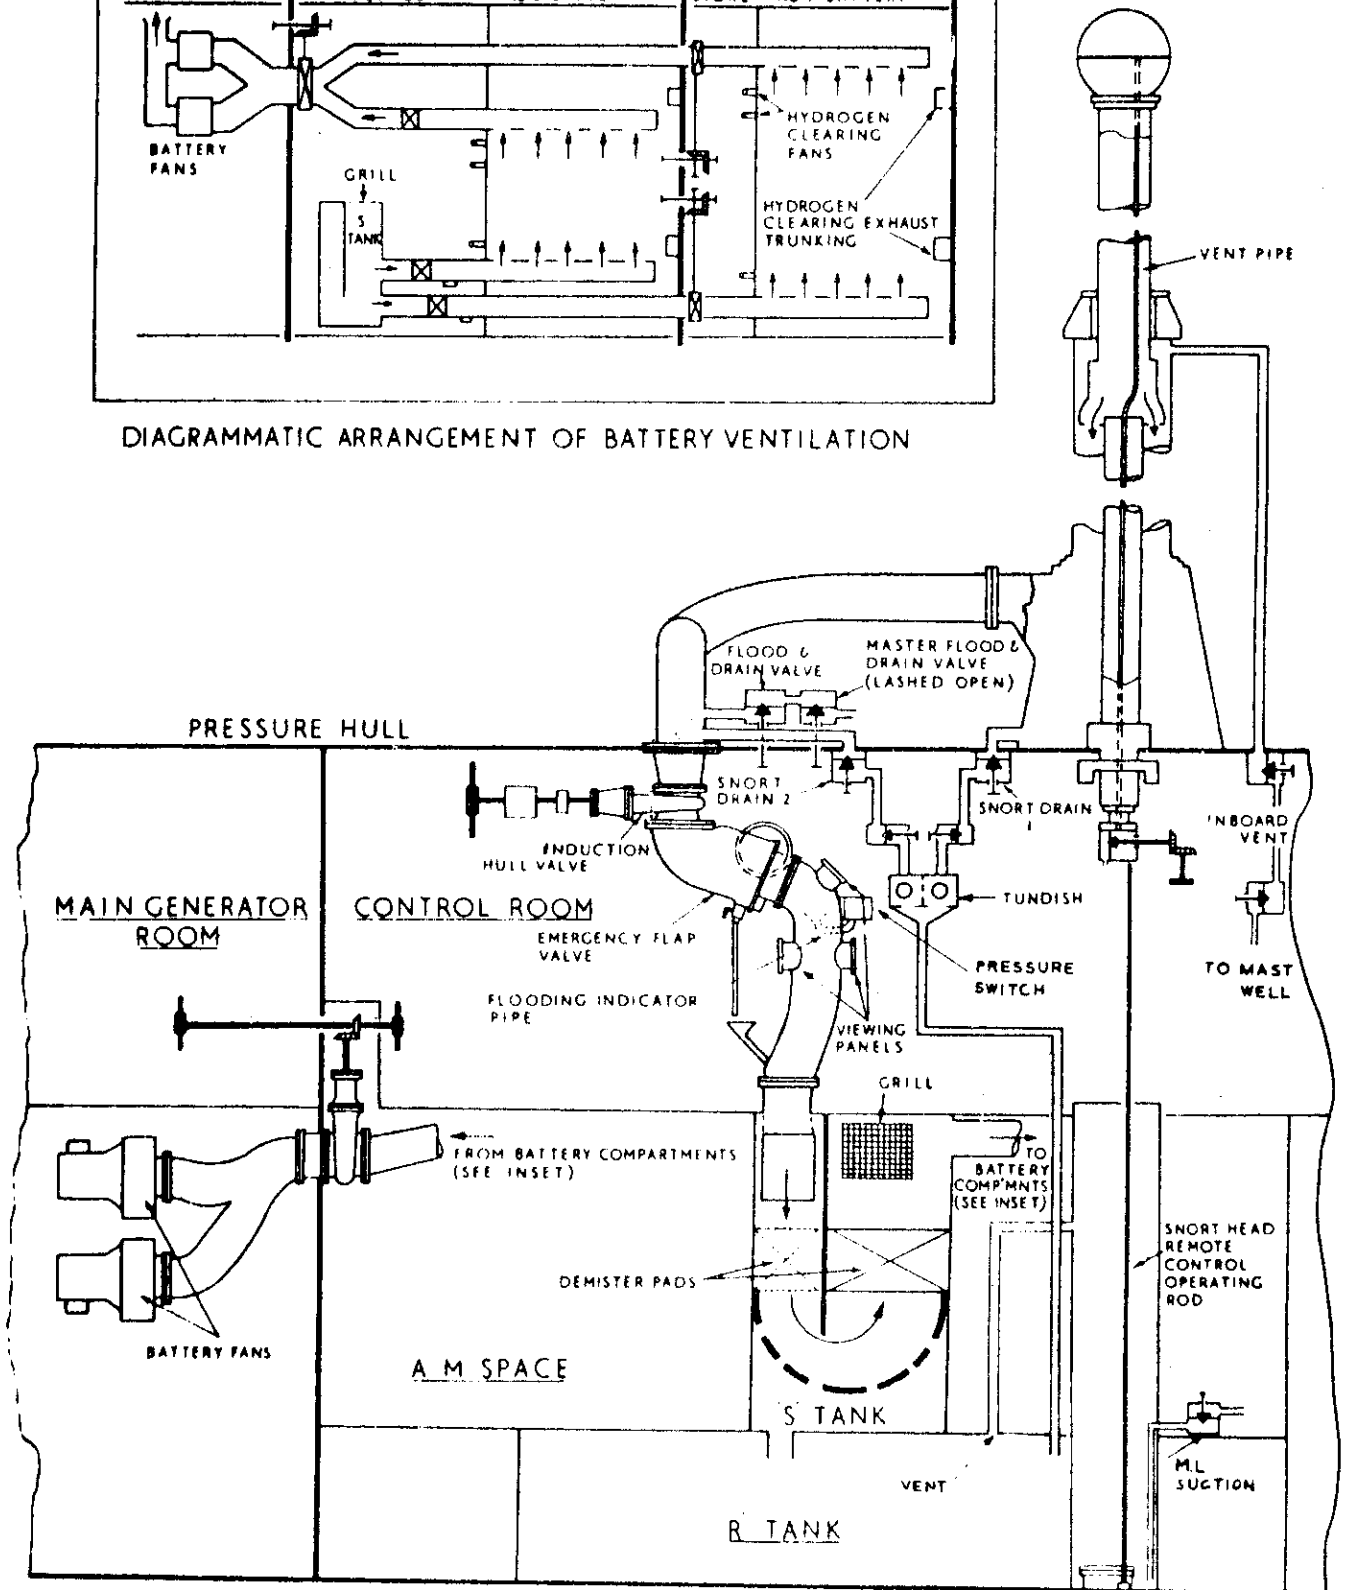 BATTERY
FANS
GRILL
S
TANK
HYDROGEN
CLEARING
FANS
HYDROGEN
CLEARING EXHAUST
TRUNKING
VENT PIPE
DIAGRAMMATIC ARRANGEMENT OF BATTERY VENTILATION
FLOOD &
DRAIN VALVE
MASTER FLOOD &
DRAIN VALVE
(LASHED OPEN)
PRESSURE HULL
SNORT
DRAIN 2
SNORT DRAIN
1
INBOARD
VENT
INDUCTION
HULL VALVE
MAIN GENERATOR
ROOM
CONTROL ROOM
TUNDISH
EMERGENCY FLAP
VALVE
PRESSURE
SWITCH
TO MAST
WELL
FLOODING INDICATOR
PIPE
VIEWING
PANELS
GRILL
FROM BATTERY COMPARTMENTS
(SEE INSET)
TO
BATTERY
COMP'MNTS
(SEE INSET)
SNORT HEAD
REMOTE
CONTROL
OPERATING
ROD
DEMISTER PADS
BATTERY FANS
A M SPACE
S TANK
VENT
M.L
SUCTION
R TANK